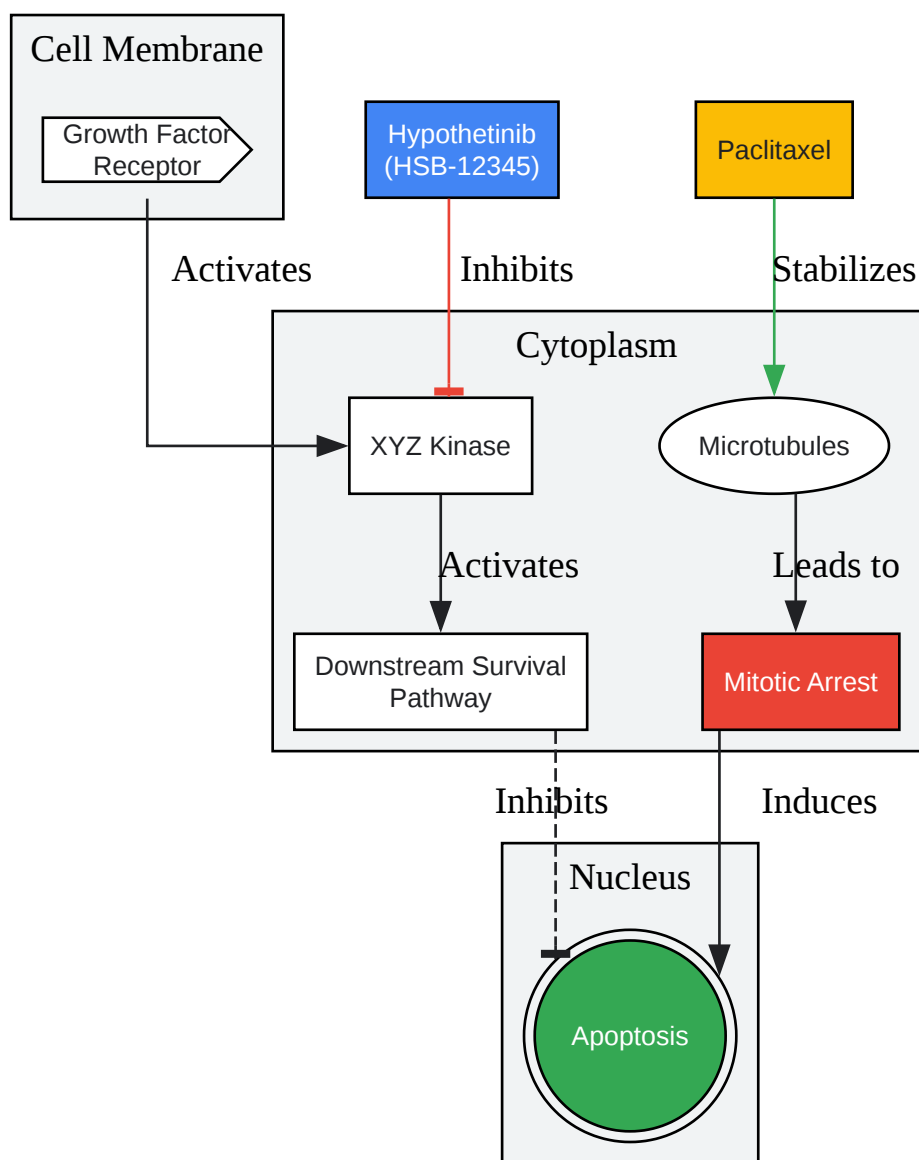 Cell Membrane
Growth Factor
Receptor
Hypothetinib
(HSB-12345)
Paclitaxel
Activates
Inhibits
Stabilizes
Cytoplasm
XYZ Kinase
Microtubules
Activates
Leads to
Downstream Survival
Pathway
Mitotic Arrest
Inhibits
Induces
Nucleus
Apoptosis